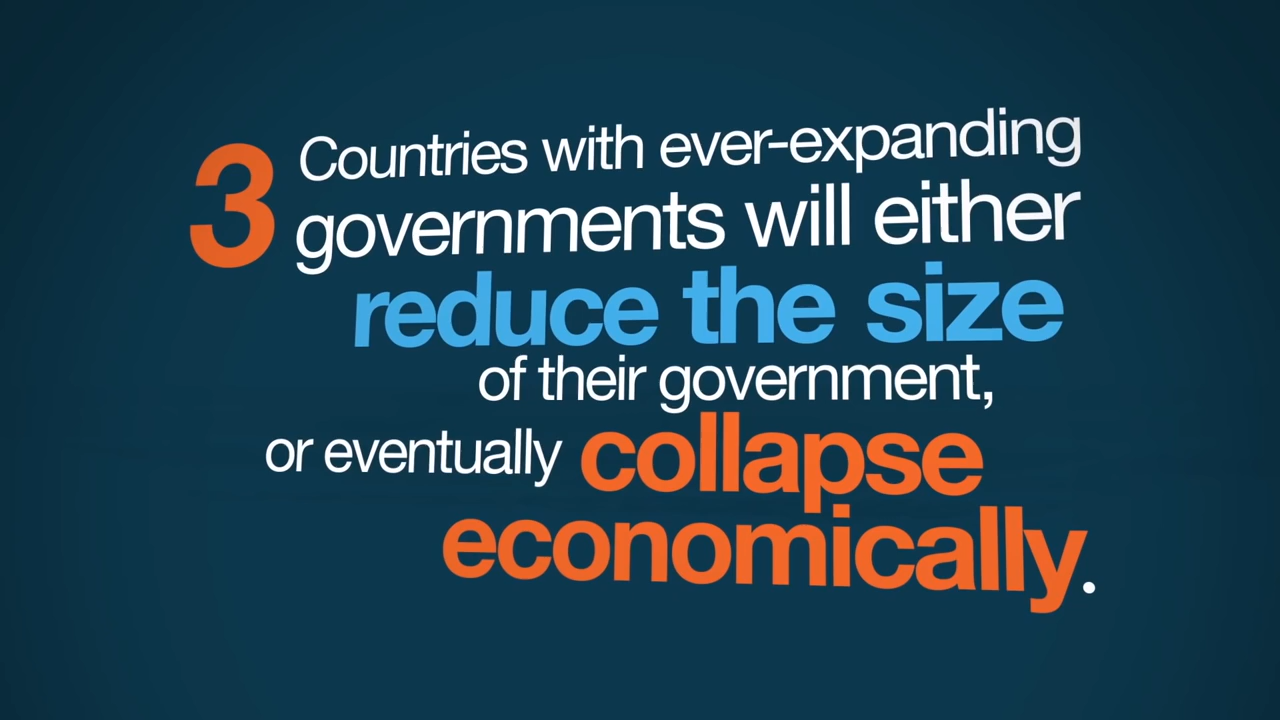 3 Countries with ever-expanding
governments will either
reduce the size
of their government,
or eventually collapse
economically.